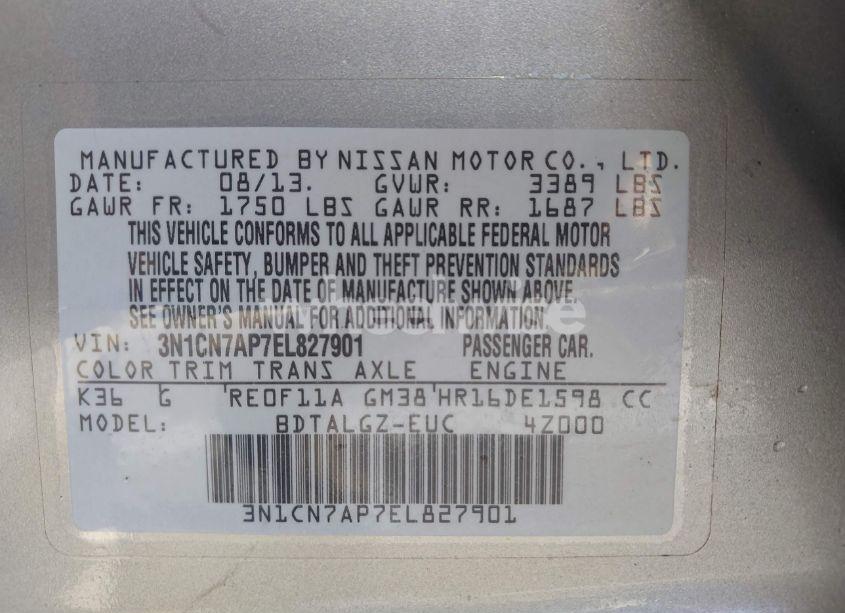 MANUFACTURED BY NISSAN MOTOR CO., LTD.
DATE: 08/13. GVWR: 3389 LBS
GAWR FR: 1750 LBS GAWR RR: 1687 LBS
THIS VEHICLE CONFORMS TO ALL APPLICABLE FEDERAL MOTOR
VEHICLE SAFETY, BUMPER AND THEFT PREVENTION STANDARDS
IN EFFECT ON THE DATE OF MANUFACTURE SHOWN ABOVE.
SEE OWNER'S MANUAL FOR ADDITIONAL INFORMATION.
VIN: 3N1CN7AP7EL827901 PASSENGER CAR.
COLOR TRIM TRANS AXLE ENGINE
K36 G 'RE0F11A GM38'HR16DE1598 CC
MODEL: BDTALGZ-EUC 4Z000
3N1CN7AP7EL827901